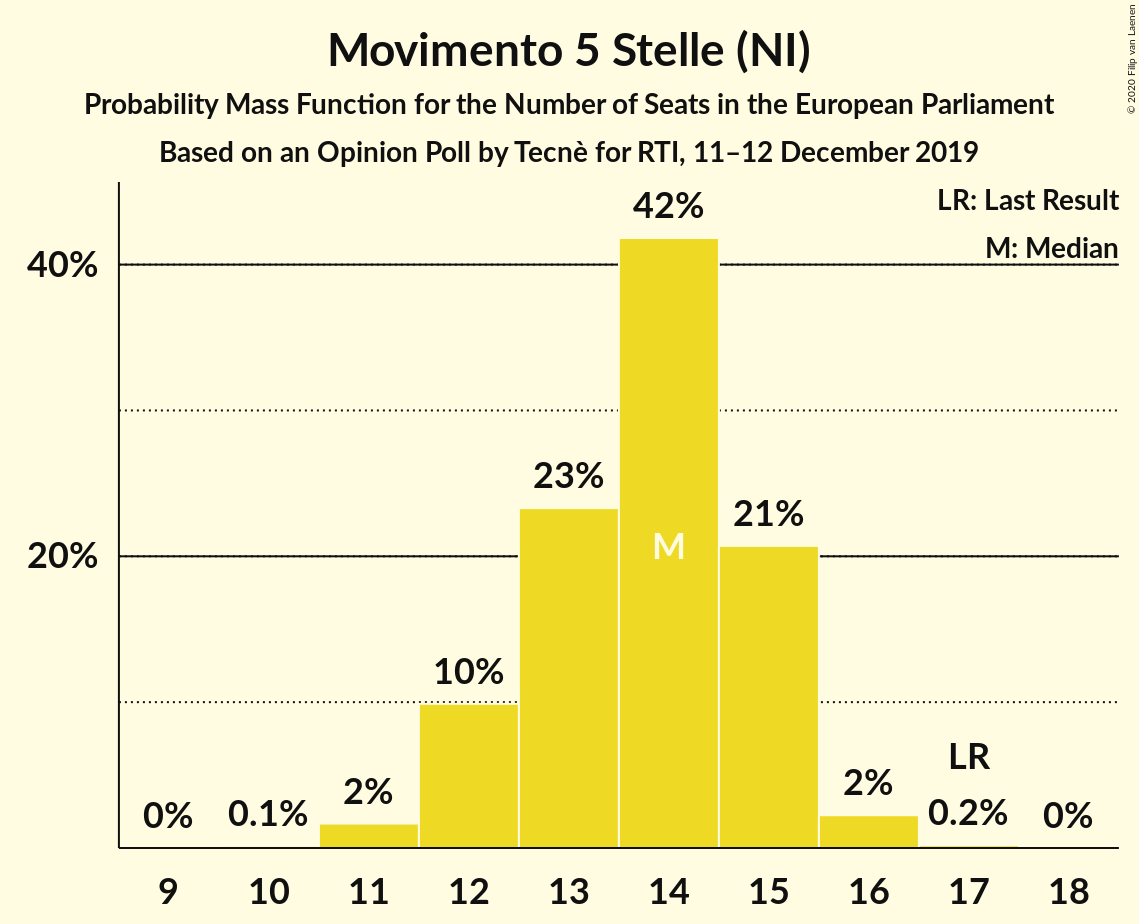 Movimento 5 Stelle (NI)
Probability Mass Function for the Number of Seats in the European Parliament
Based on an Opinion Poll by Tecnè for RTI, 11–12 December 2019
© 2020 Filip van Laenen
LR: Last Result
M: Median
40%
20%
0%
0.1%
2%
10%
23%
42%
M
21%
2%
LR
0.2%
0%
9 10 11 12 13 14 15 16 17 18